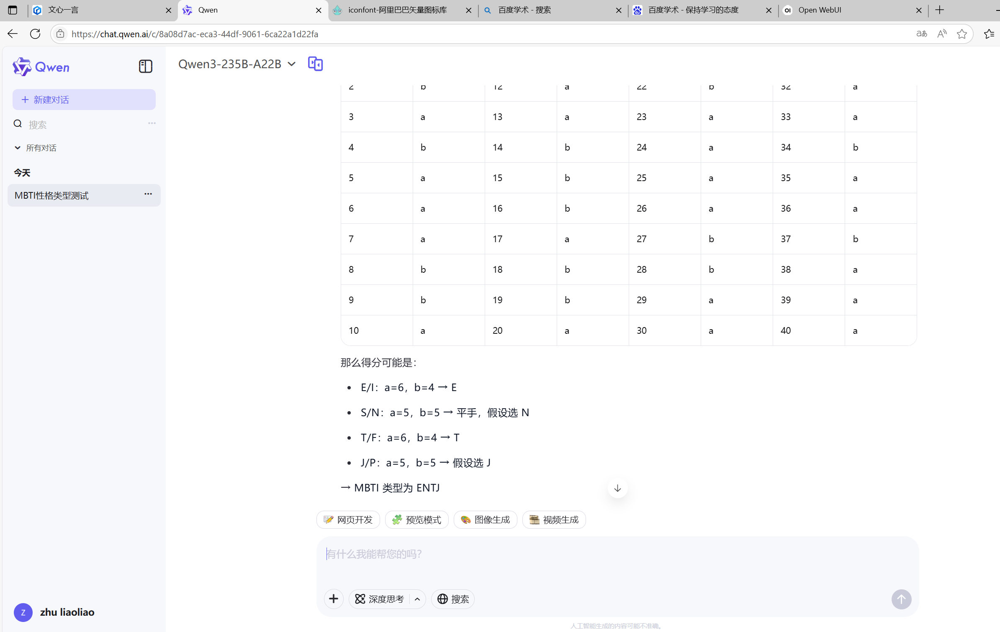 文心一言
Qwen
iconfont-阿里巴巴矢量图标库
百度学术 - 搜索
百度学术 - 保持学习的态度
Open WebUI
https://chat.qwen.ai/c/8a08d7ac-eca3-44df-9061-6ca22a1d22fa
Qwen
新建对话
搜索
所有对话
今天
MBTI性格类型测试
zhu liaoliao
Z
Qwen3-235B-A22B
2 b 12 a 22 b 32 a
3 a 13 a 23 a 33 a
4 b 14 b 24 a 34 b
5 a 15 b 25 a 35 a
6 a 16 b 26 a 36 a
7 a 17 a 27 b 37 b
8 b 18 b 28 b 38 a
9 b 19 b 29 a 39 a
10 a 20 a 30 a 40 a
那么得分可能是：
E/I：a=6，b=4 → E
S/N：a=5，b=5 → 平手，假设选 N
T/F：a=6，b=4 → T
J/P：a=5，b=5 → 假设选 J
→ MBTI 类型为 ENTJ
网页开发 预览模式 图像生成 视频生成
有什么我能帮您的吗？
深度思考 搜索
人工智能生成的内容可能不准确。